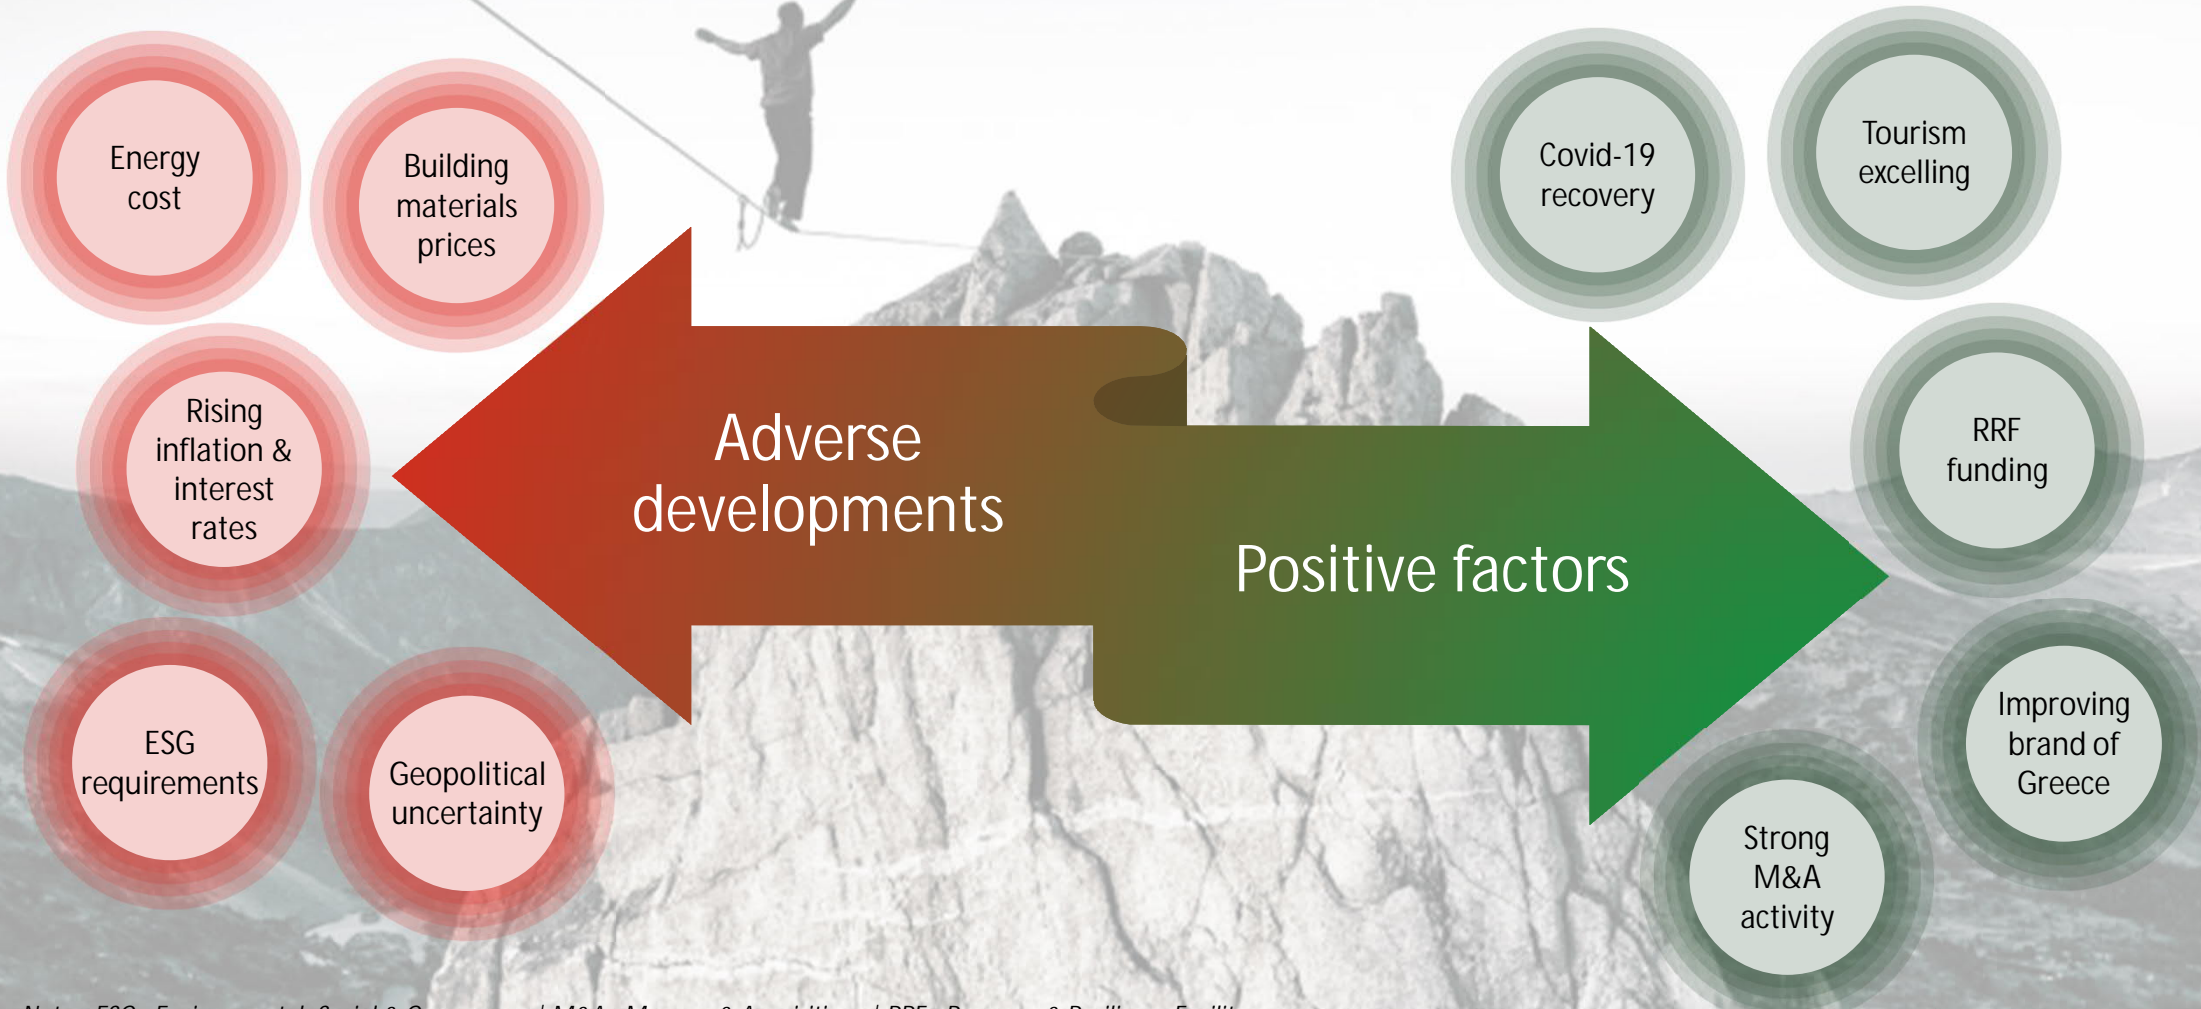 Energy
cost
Building
materials
prices
Rising
inflation &
interest
rates
ESG
requirements
Geopolitical
uncertainty
Adverse
developments
Positive factors
Covid-19
recovery
Tourism
excelling
RRF
funding
Improving
brand of
Greece
Strong
M&A
activity